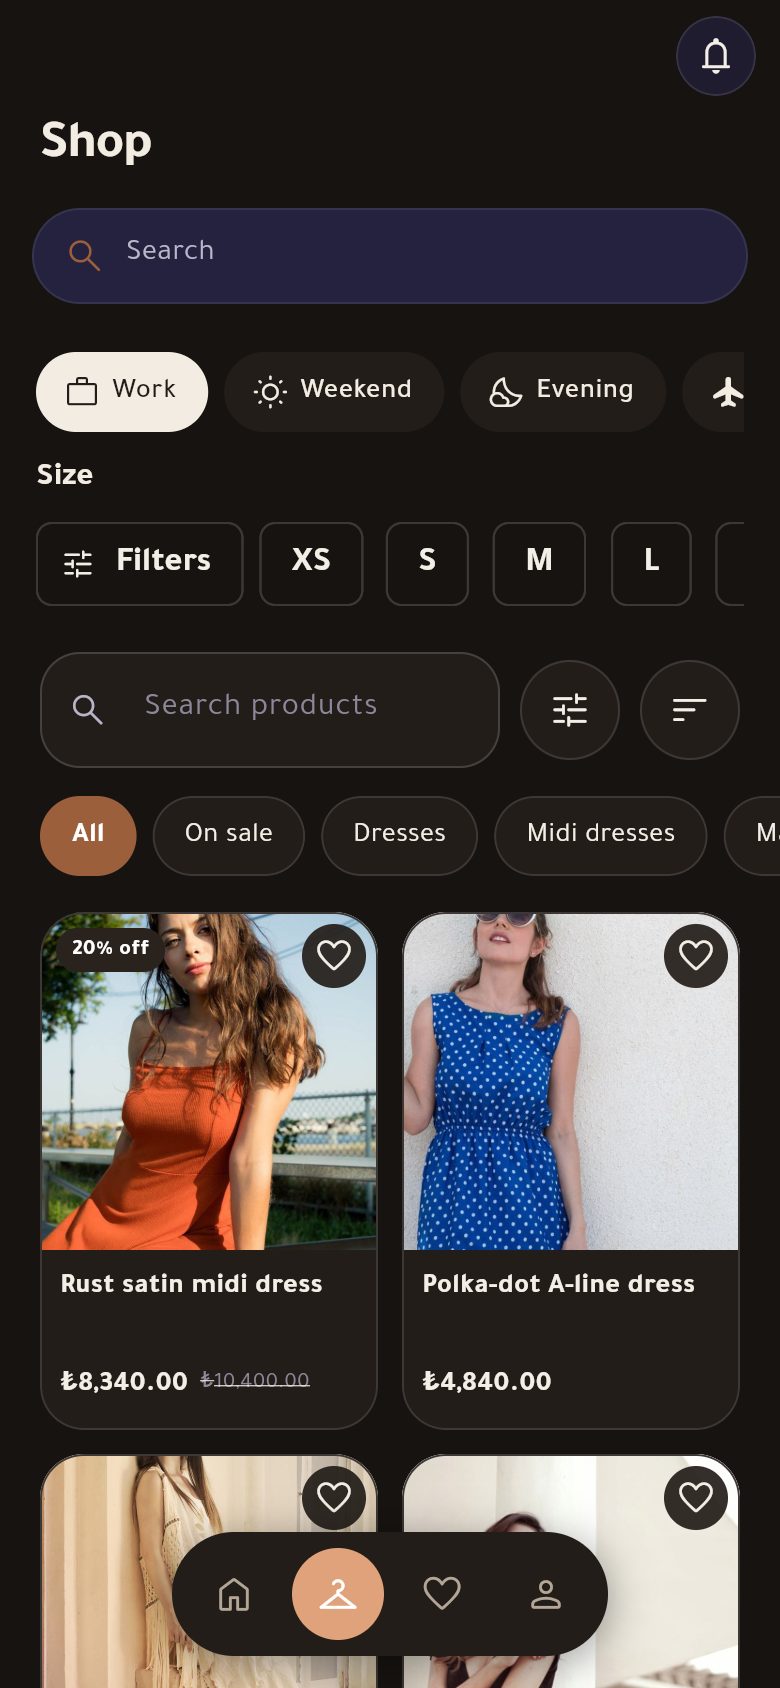 Shop
Search
Work
Weekend
Evening
Size
Filters
XS
S
M
L
Search products
All
On sale
Dresses
Midi dresses
20% off
Rust satin midi dress
Polka-dot A-line dress
₺8,340.00 ₺10,400.00
₺4,840.00